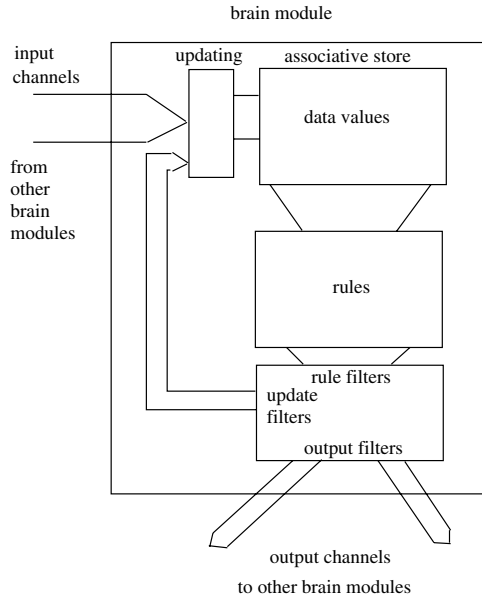 brain module
input
channels
updating
associative store
data values
from
other
brain
modules
rules
rule filters
update
filters
output filters
output channels
to other brain modules